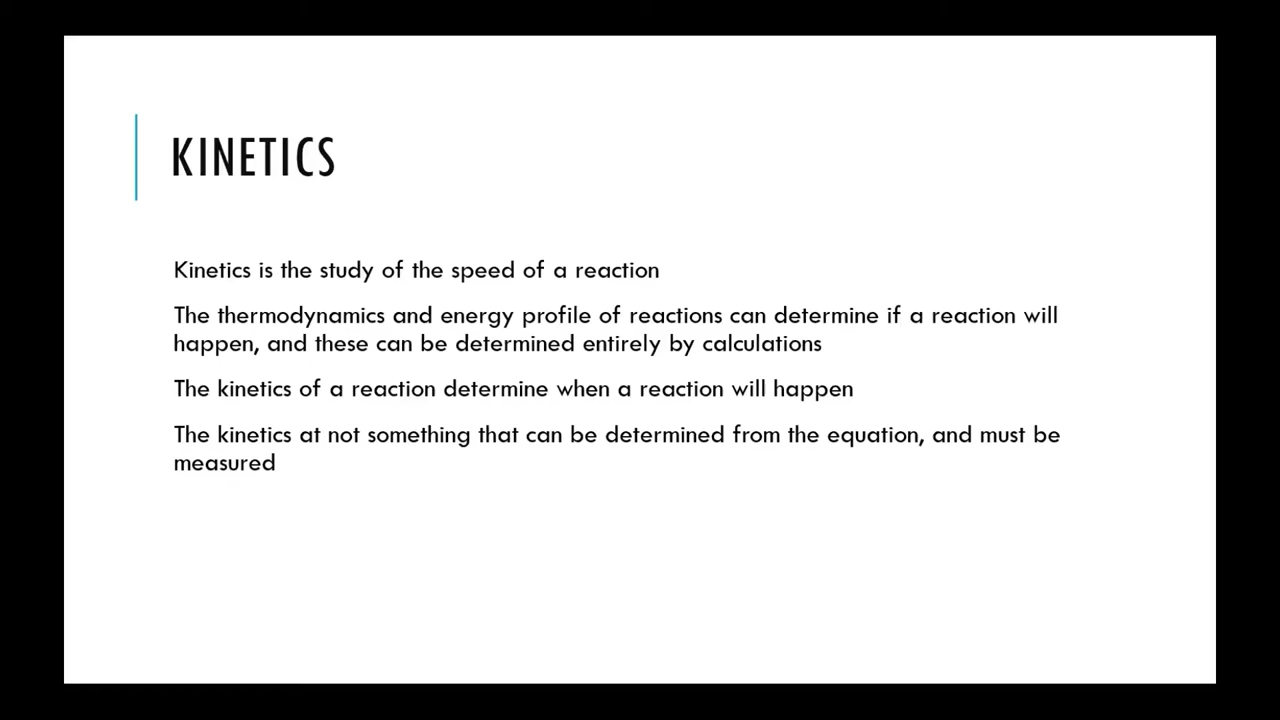 KINETICS
Kinetics is the study of the speed of a reaction
The thermodynamics and energy profile of reactions can determine if a reaction will
happen, and these can be determined entirely by calculations
The kinetics of a reaction determine when a reaction will happen
The kinetics at not something that can be determined from the equation, and must be
measured